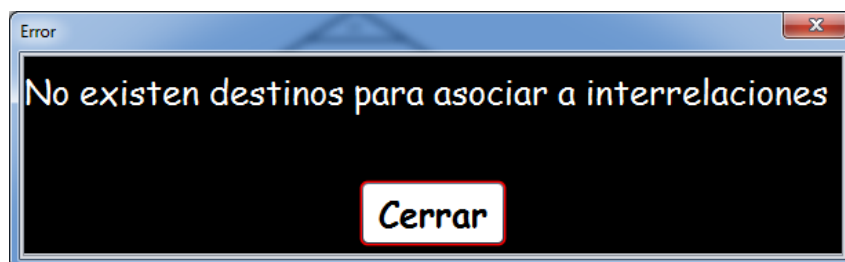 Error
No existen destinos para asociar a interrelaciones
Cerrar